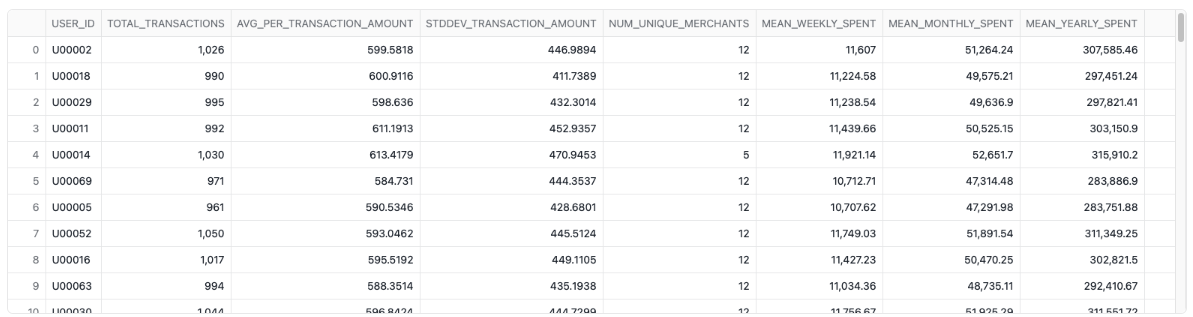 USER_ID TOTAL_TRANSACTIONS AVG_PER_TRANSACTION_AMOUNT STDDEV_TRANSACTION_AMOUNT NUM_UNIQUE_MERCHANTS MEAN_WEEKLY_SPENT MEAN_MONTHLY_SPENT MEAN_YEARLY_SPENT
0 U00002 1,026 599.5818 446.9894 12 11,607 51,264.24 307,585.46
1 U00018 990 600.9116 411.7389 12 11,224.58 49,575.21 297,451.24
2 U00029 995 598.636 432.3014 12 11,238.54 49,636.9 297,821.41
3 U00011 992 611.1913 452.9357 12 11,439.66 50,525.15 303,150.9
4 U00014 1,030 613.4179 470.9453 5 11,921.14 52,651.7 315,910.2
5 U00069 971 584.731 444.3537 12 10,712.71 47,314.48 283,886.9
6 U00005 961 590.5346 428.6801 12 10,707.62 47,291.98 283,751.88
7 U00052 1,050 593.0462 445.5124 12 11,749.03 51,891.54 311,349.25
8 U00016 1,017 595.5192 449.1105 12 11,427.23 50,470.25 302,821.5
9 U00063 994 588.3514 435.1938 12 11,034.36 48,735.11 292,410.67
10 U00030 1,044 596.8424 444.7299 12 11,756.67 51,925.29 311,551.72